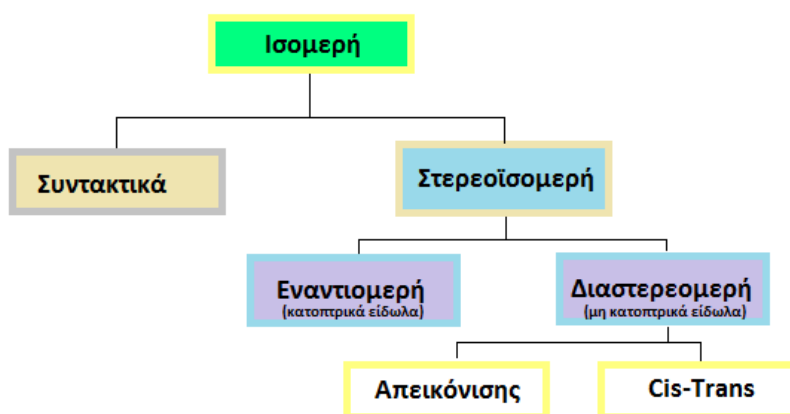 Ισομερή
Συντακτικά
Στερεοϊσομερή
Εναντιομερή
(κατοπτρικά είδωλα)
Διαστερεομερή
(μη κατοπτρικά είδωλα)
Απεικόνισης
Cis-Trans